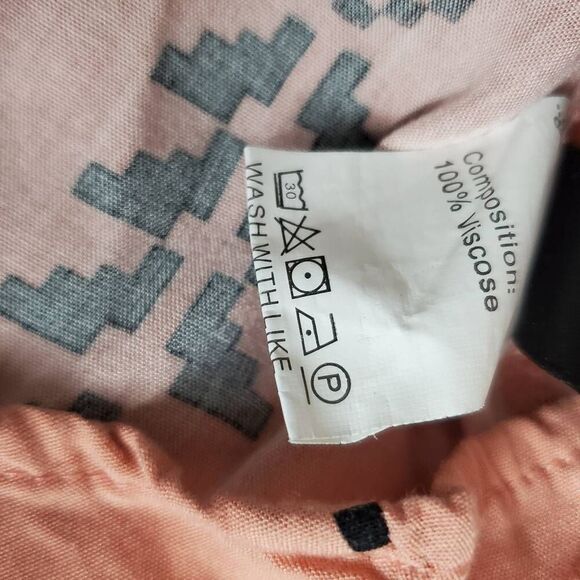 Composition:
100% Viscose
30
P
WASH WITH LIKE